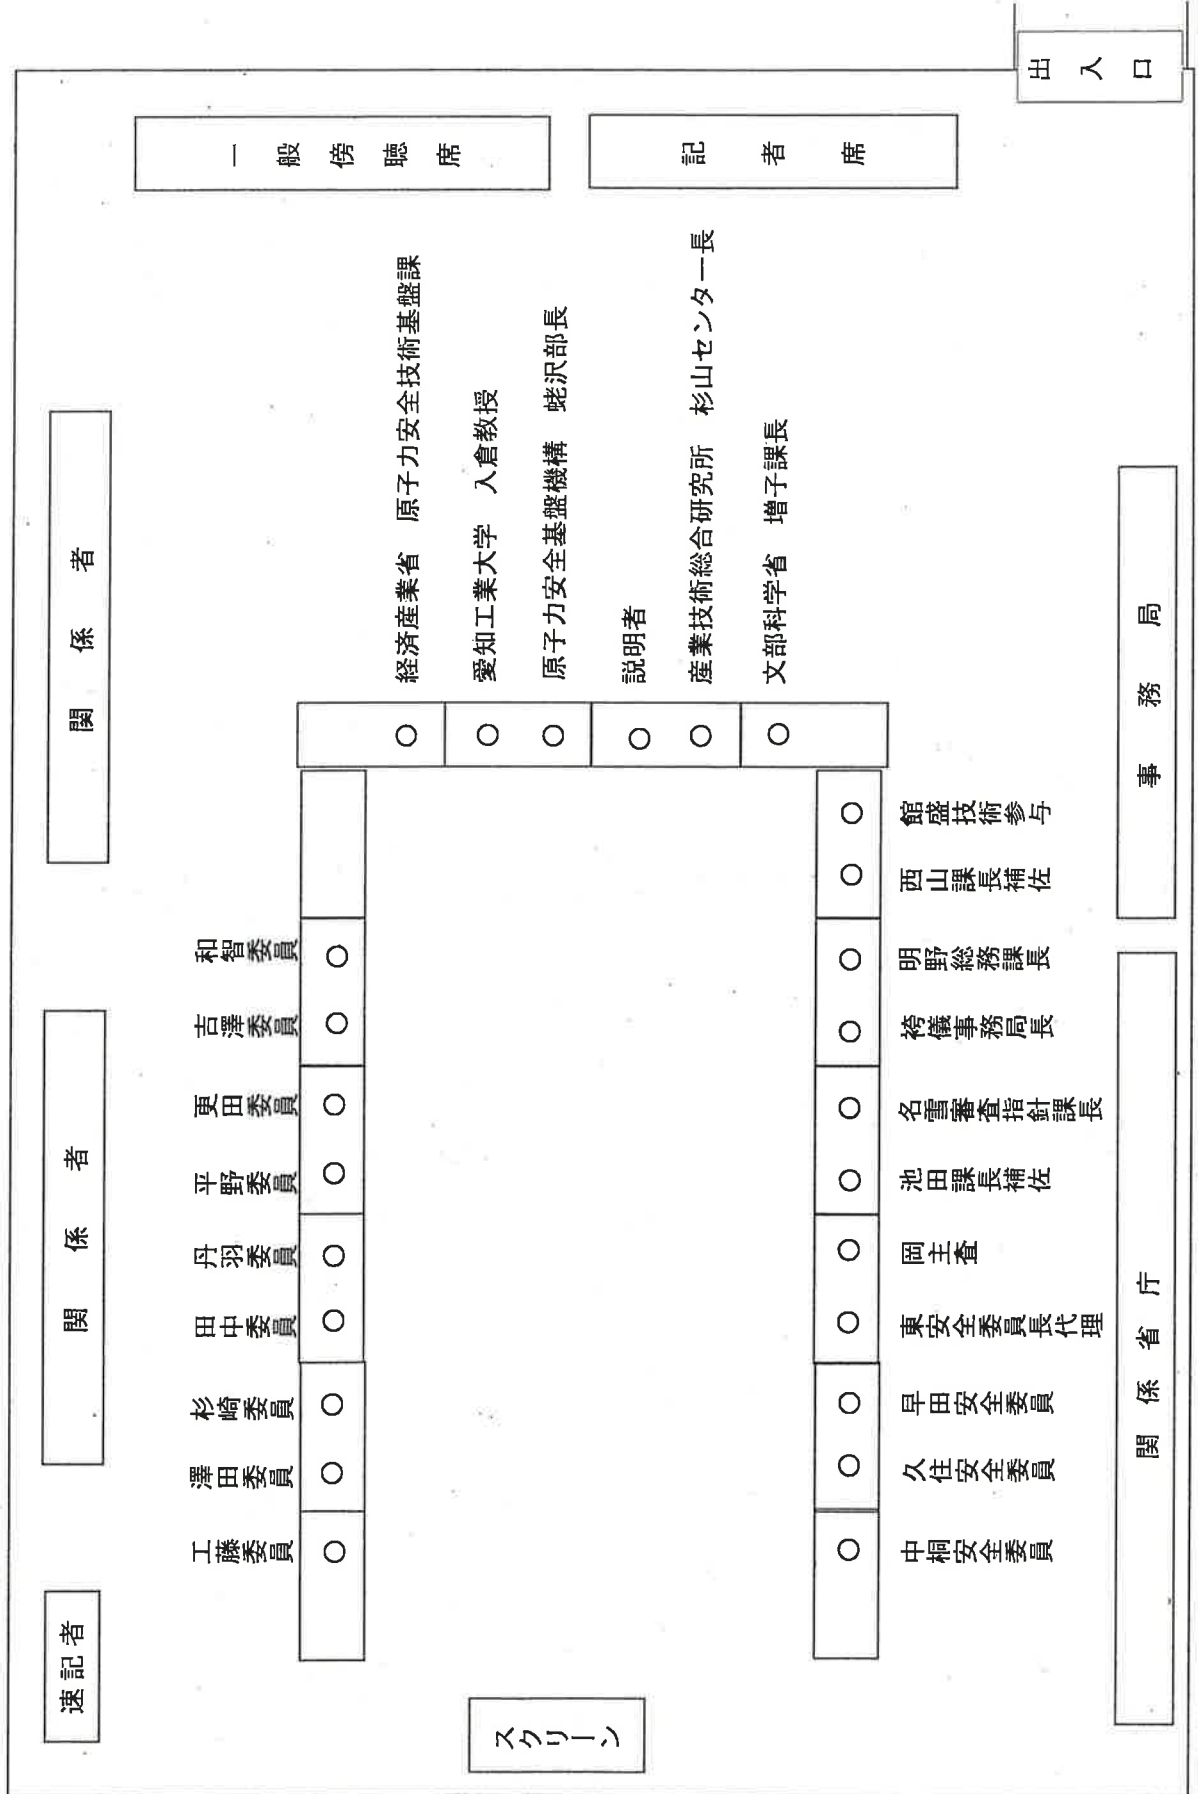 速記者
関係者
関係者
工藤委員
澤田委員
杉崎委員
田中委員
丹羽委員
平野委員
更田委員
吉澤委員
和智委員
スクリーン
経済産業省　原子力安全技術基盤課
愛知工業大学　入倉教授
原子力安全基盤機構　蛯沢部長
説明者
産業技術総合研究所　杉山センター長
文部科学省　増子課長
一般傍聴席
記者席
出入口
中桐安全委員
久住安全委員
早田安全委員
東安全委員長代理
岡主査
池田課長補佐
名雪審査指針課長
袴儀事務局長
明野総務課長
西山課長補佐
館盛技術参与
関係省庁
事務局